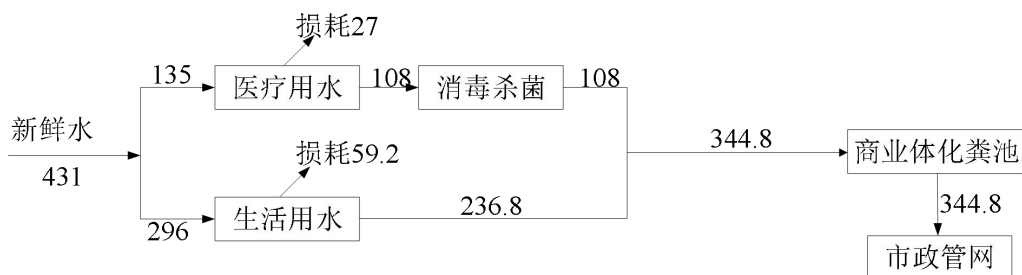 损耗27
135
医疗用水
108
消毒杀菌
108
新鲜水
431
损耗59.2
344.8
商业体化粪池
296
生活用水
236.8
344.8
市政管网